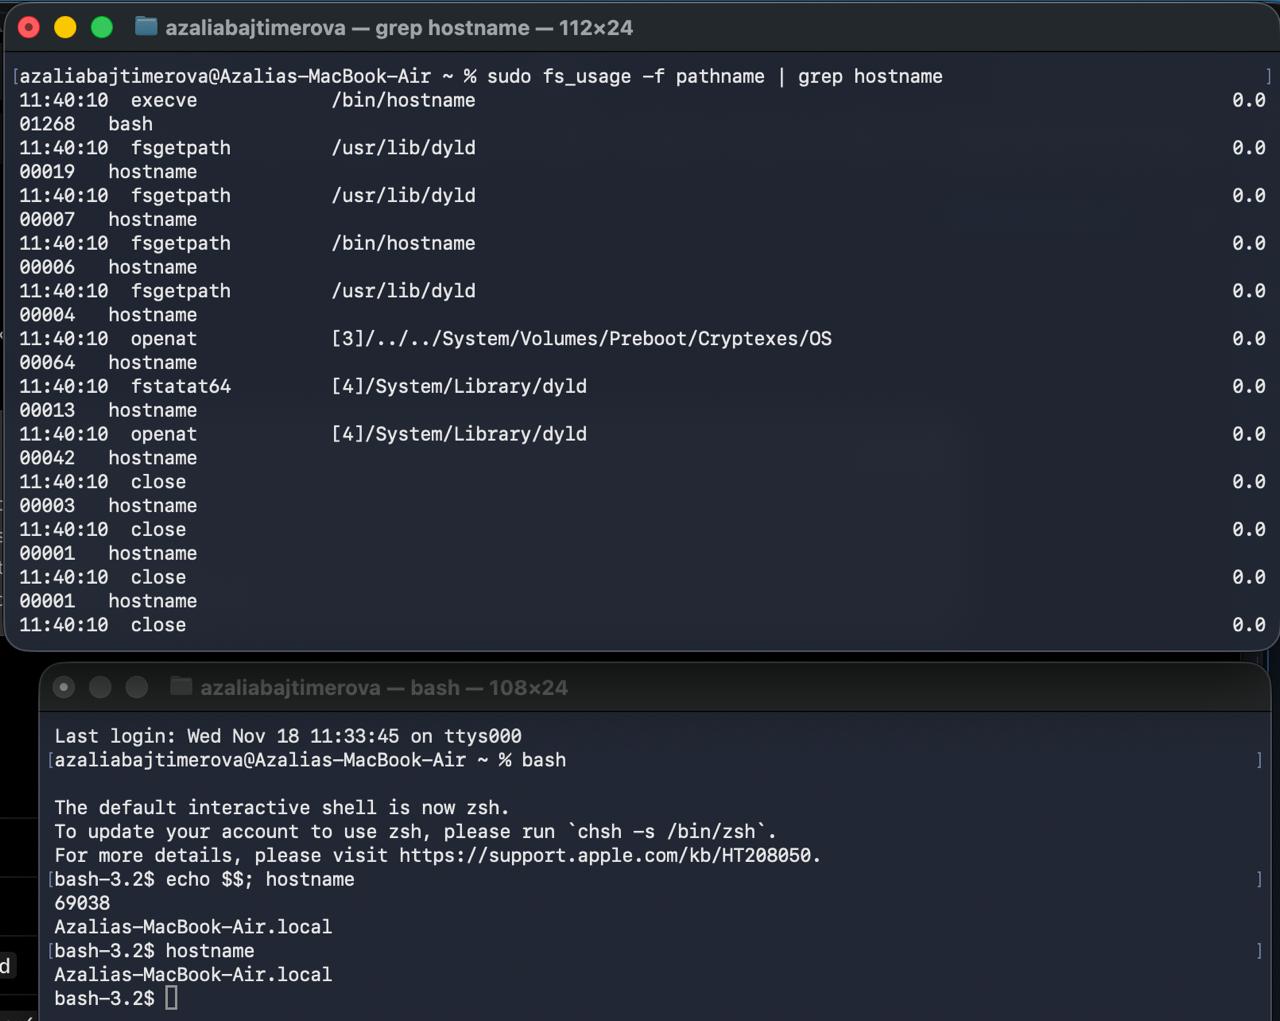 azaliabajtimerova — grep hostname — 112×24
[azaliabajtimerova@Azalias-MacBook-Air ~ % sudo fs_usage -f pathname | grep hostname ]
11:40:10  execve            /bin/hostname  0.0
01268   bash
11:40:10  fsgetpath         /usr/lib/dyld  0.0
00019   hostname
11:40:10  fsgetpath         /usr/lib/dyld  0.0
00007   hostname
11:40:10  fsgetpath         /bin/hostname  0.0
00006   hostname
11:40:10  fsgetpath         /usr/lib/dyld  0.0
00004   hostname
11:40:10  openat            [3]/../../System/Volumes/Preboot/Cryptexes/OS  0.0
00064   hostname
11:40:10  fstatat64         [4]/System/Library/dyld  0.0
00013   hostname
11:40:10  openat            [4]/System/Library/dyld  0.0
00042   hostname
11:40:10  close  0.0
00003   hostname
11:40:10  close  0.0
00001   hostname
11:40:10  close  0.0
00001   hostname
11:40:10  close  0.0
azaliabajtimerova — bash — 108×24
Last login: Wed Nov 18 11:33:45 on ttys000
[azaliabajtimerova@Azalias-MacBook-Air ~ % bash ]
The default interactive shell is now zsh.
To update your account to use zsh, please run `chsh -s /bin/zsh`.
For more details, please visit https://support.apple.com/kb/HT208050.
[bash-3.2$ echo $$; hostname ]
69038
Azalias-MacBook-Air.local
[bash-3.2$ hostname ]
Azalias-MacBook-Air.local
bash-3.2$